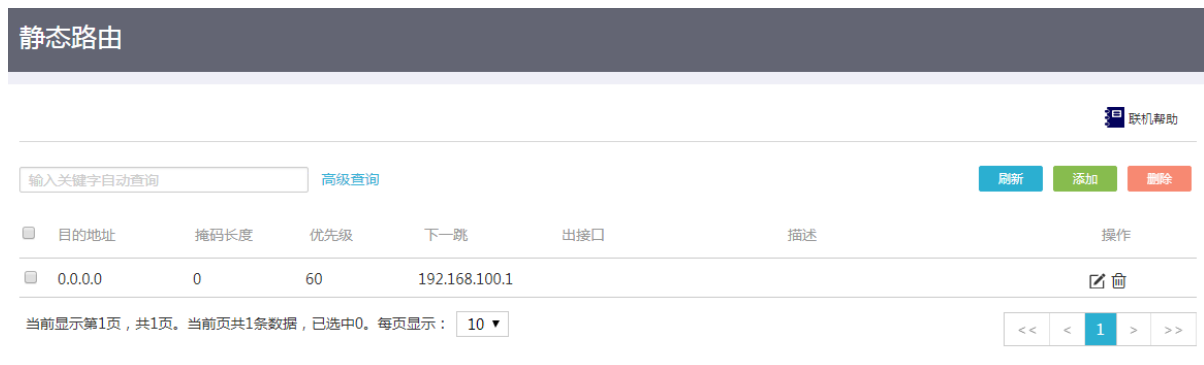 静态路由
联机帮助
输入关键字自动查询 高级查询 刷新 添加 删除
目的地址 掩码长度 优先级 下一跳 出接口 描述 操作
0.0.0.0 0 60 192.168.100.1
当前显示第1页，共1页。当前页共1条数据，已选中0。每页显示： 10 ▼
<< < 1 > >>